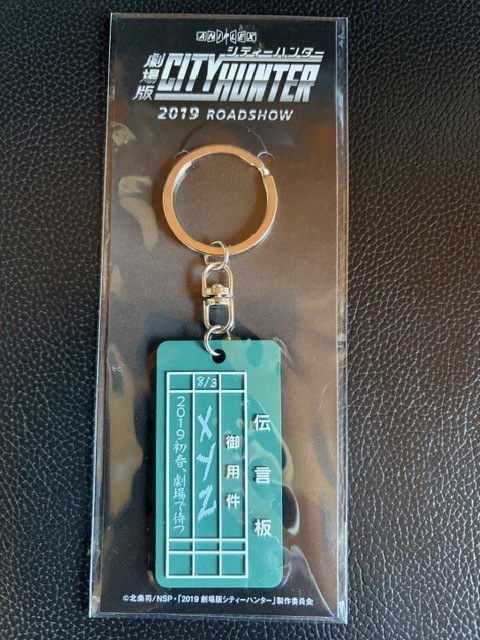 ANIPLEX
劇場版
シティーハンター
CITYHUNTER
2019 ROADSHOW
伝言板
御用件
8/3
XYZ
2019初春、劇場で待つ
©北条司/NSP・「2019 劇場版シティーハンター」製作委員会